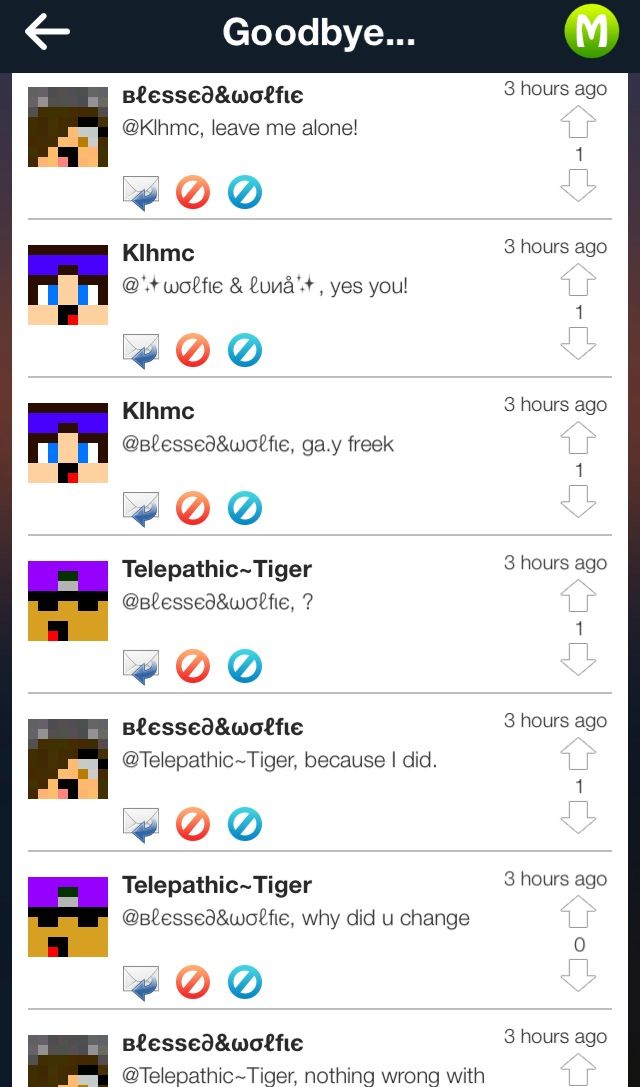 Goodbye...
M
вℓєѕѕє∂&ωσℓfιє
3 hours ago
@Klhmc, leave me alone!
1
Klhmc
3 hours ago
@✨ωσℓfιє & ℓυиå✨, yes you!
1
Klhmc
3 hours ago
@вℓєѕѕє∂&ωσℓfιє, ga.y freek
1
Telepathic~Tiger
3 hours ago
@вℓєѕѕє∂&ωσℓfιє, ?
1
вℓєѕѕє∂&ωσℓfιє
3 hours ago
@Telepathic~Tiger, because I did.
1
Telepathic~Tiger
3 hours ago
@вℓєѕѕє∂&ωσℓfιє, why did u change
0
вℓєѕѕє∂&ωσℓfιє
3 hours ago
@Telepathic~Tiger, nothing wrong with